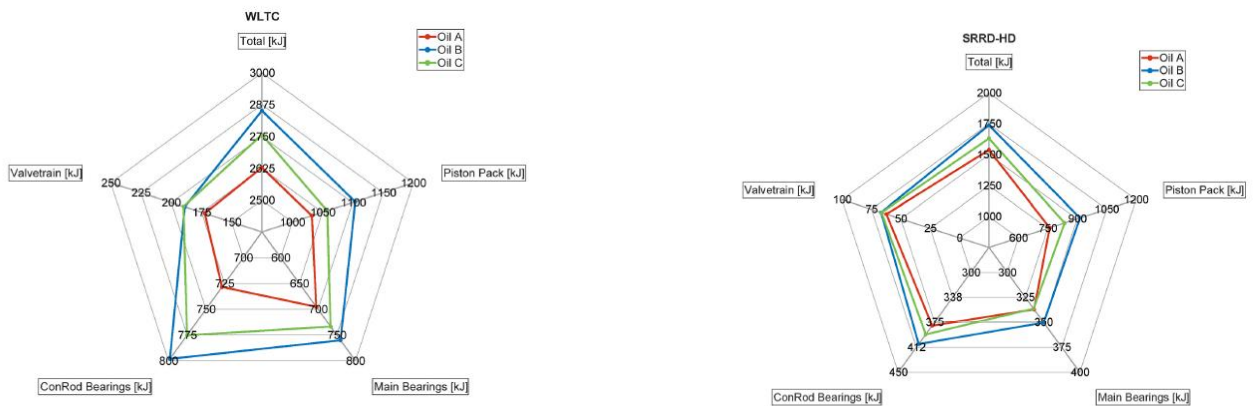 WLTC
Total [kJ]
Oil A
Oil B
Oil C
3000
2875
2750
2625
2500
Valvetrain [kJ]
250
225
200
175
150
Piston Pack [kJ]
1200
1150
1100
1050
1000
700
725
750
775
800
600
650
700
750
800
ConRod Bearings [kJ]
Main Bearings [kJ]
SRRD-HD
Total [kJ]
Oil A
Oil B
Oil C
2000
1750
1500
1250
1000
Valvetrain [kJ]
100
75
50
25
0
Piston Pack [kJ]
1200
1050
900
750
600
300
338
375
412
450
300
325
350
375
400
ConRod Bearings [kJ]
Main Bearings [kJ]